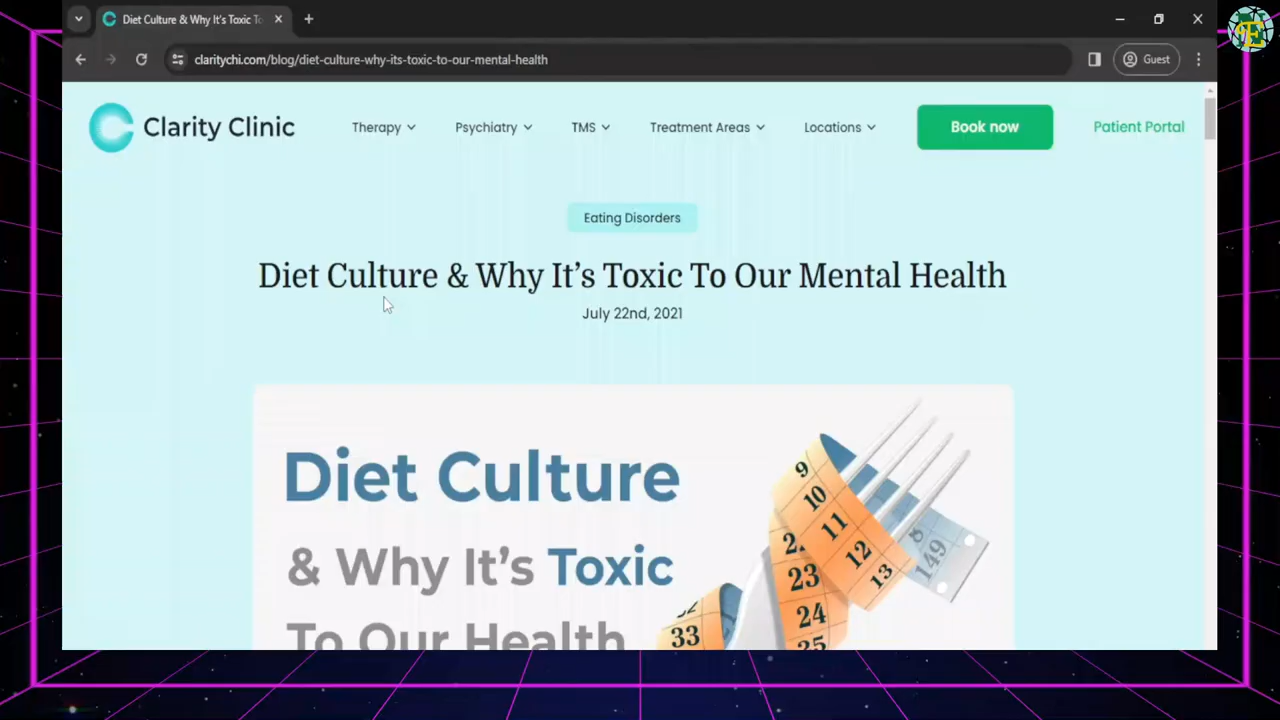 Diet Culture & Why It's Toxic To
Guest
claritychi.com/blog/diet-culture-why-its-toxic-to-our-mental-health
Clarity Clinic
Therapy
Psychiatry
TMS
Treatment Areas
Locations
Book now
Patient Portal
Eating Disorders
Diet Culture & Why It's Toxic To Our Mental Health
July 22nd, 2021
Diet Culture
& Why It's Toxic
To Our Health
9
10
11
12
13
23
24
33
8
149